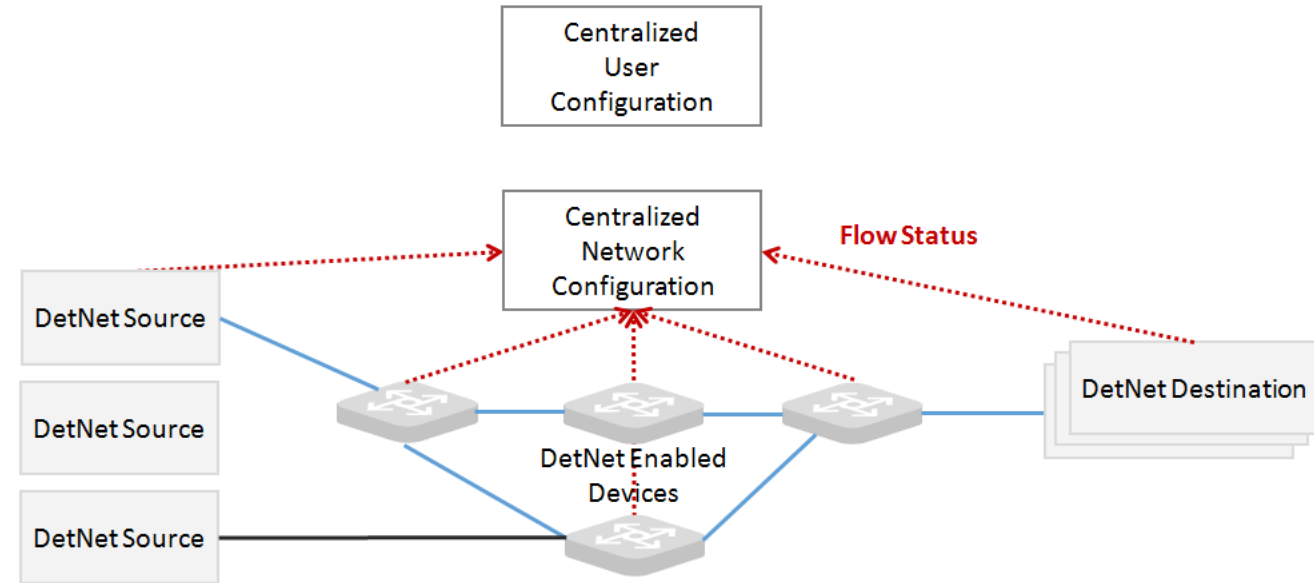 Centralized
User
Configuration
Centralized
Network
Configuration
Flow Status
DetNet Source
DetNet Destination
DetNet Source
DetNet Enabled
Devices
DetNet Source